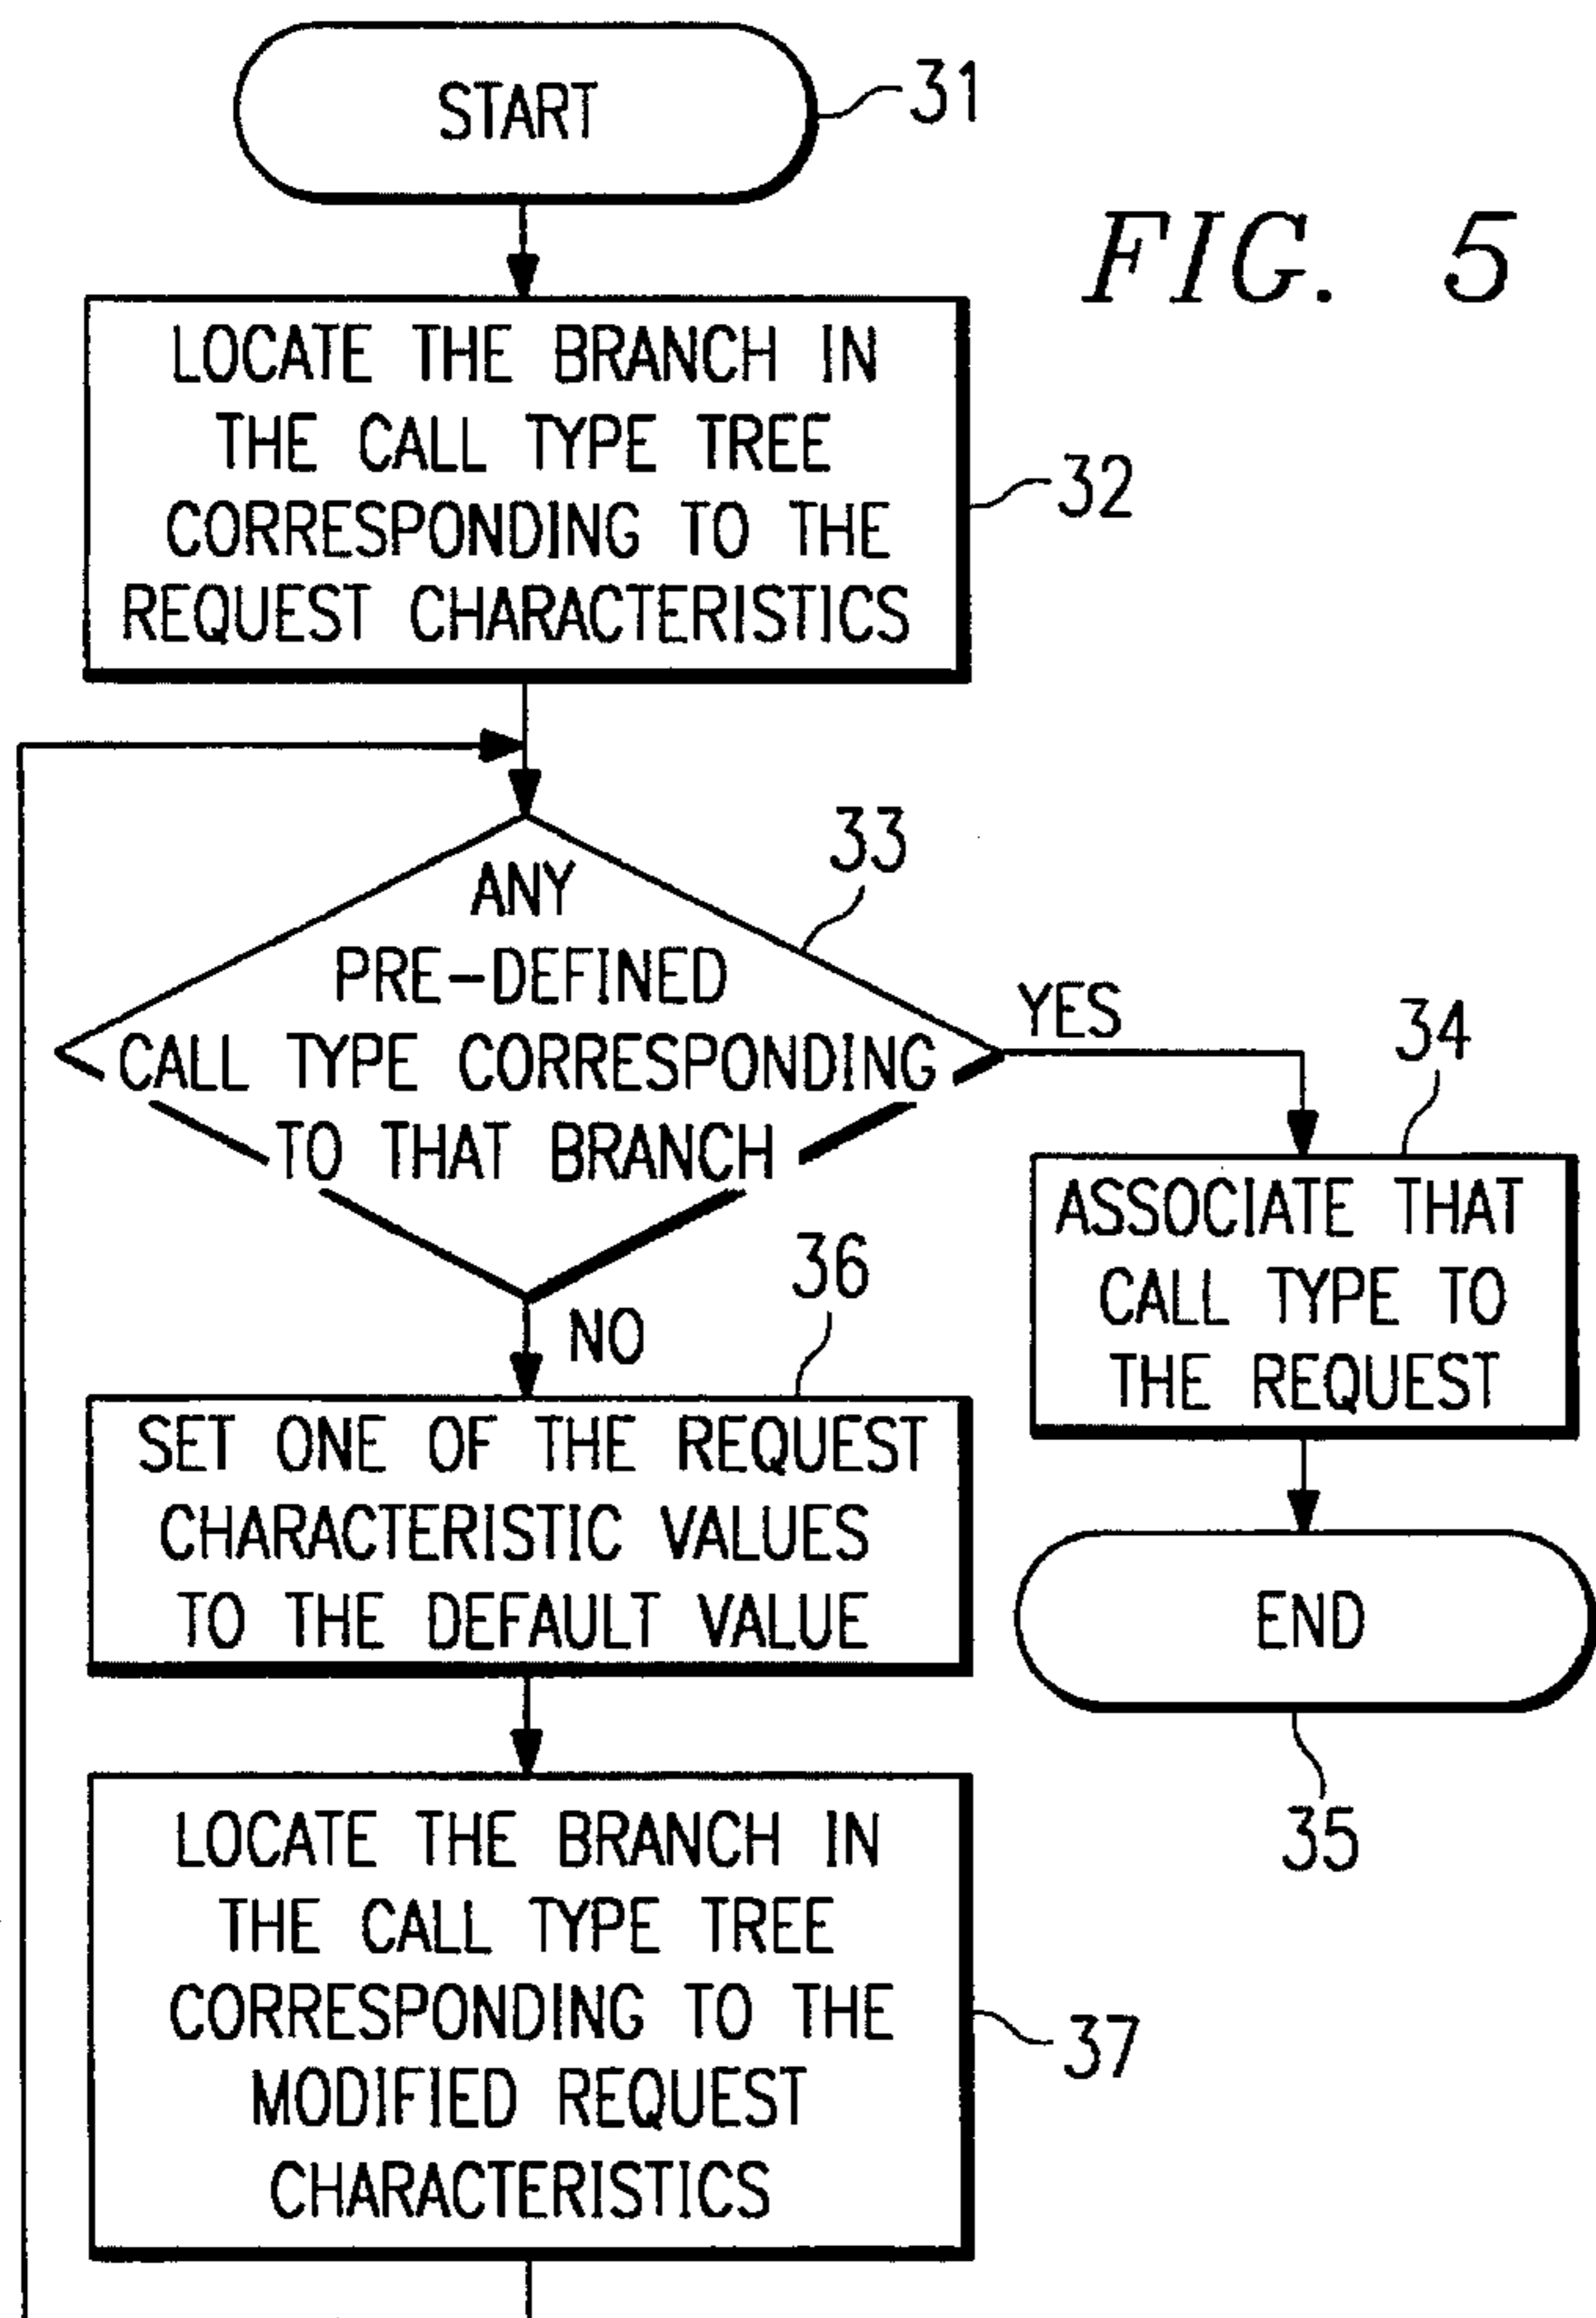 START
31
FIG. 5
LOCATE THE BRANCH IN
THE CALL TYPE TREE
CORRESPONDING TO THE
REQUEST CHARACTERISTICS
32
33
ANY
PRE-DEFINED
CALL TYPE CORRESPONDING
TO THAT BRANCH
YES
34
ASSOCIATE THAT
CALL TYPE TO
THE REQUEST
NO
36
SET ONE OF THE REQUEST
CHARACTERISTIC VALUES
TO THE DEFAULT VALUE
END
35
LOCATE THE BRANCH IN
THE CALL TYPE TREE
CORRESPONDING TO THE
MODIFIED REQUEST
CHARACTERISTICS
37